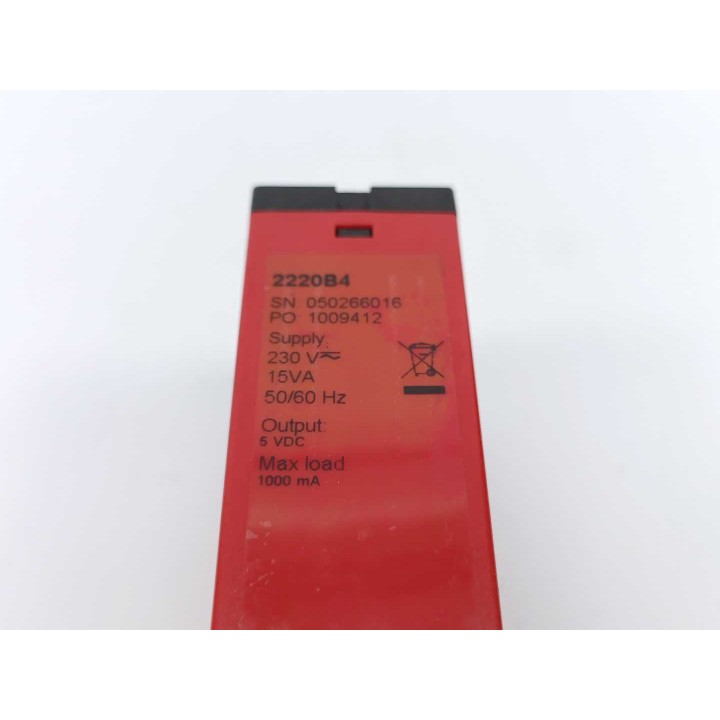 2220B4
SN 050266016
PO 1009412
Supply:
230 V
15VA
50/60 Hz
Output:
5 VDC
Max load
1000 mA